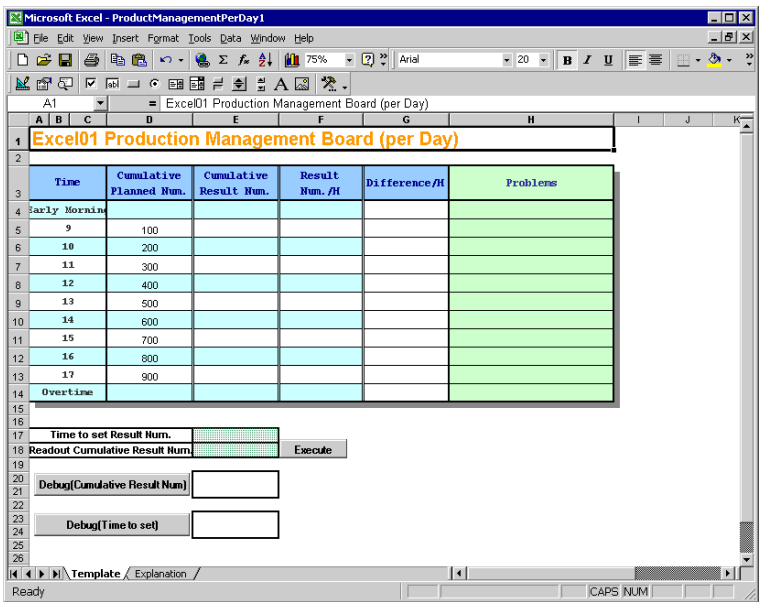 Microsoft Excel - ProductManagementPerDay1
File Edit View Insert Format Tools Data Window Help
75% Arial 20 B I U
A1 = Excel01 Production Management Board (per Day)
A B C D E F G H I J K
1 Excel01 Production Management Board (per Day)
2
3 Time Cumulative Planned Num. Cumulative Result Num. Result Num./H Difference/H Problems
4 Early Morning
5 9 100
6 10 200
7 11 300
8 12 400
9 13 500
10 14 600
11 15 700
12 16 800
13 17 900
14 Overtime
15
16
17 Time to set Result Num.
18 Readout Cumulative Result Num. Execute
19
20 Debug(Cumulative Result Num)
21
22
23 Debug(Time to set)
24
25
26
Template Explanation
Ready CAPS NUM